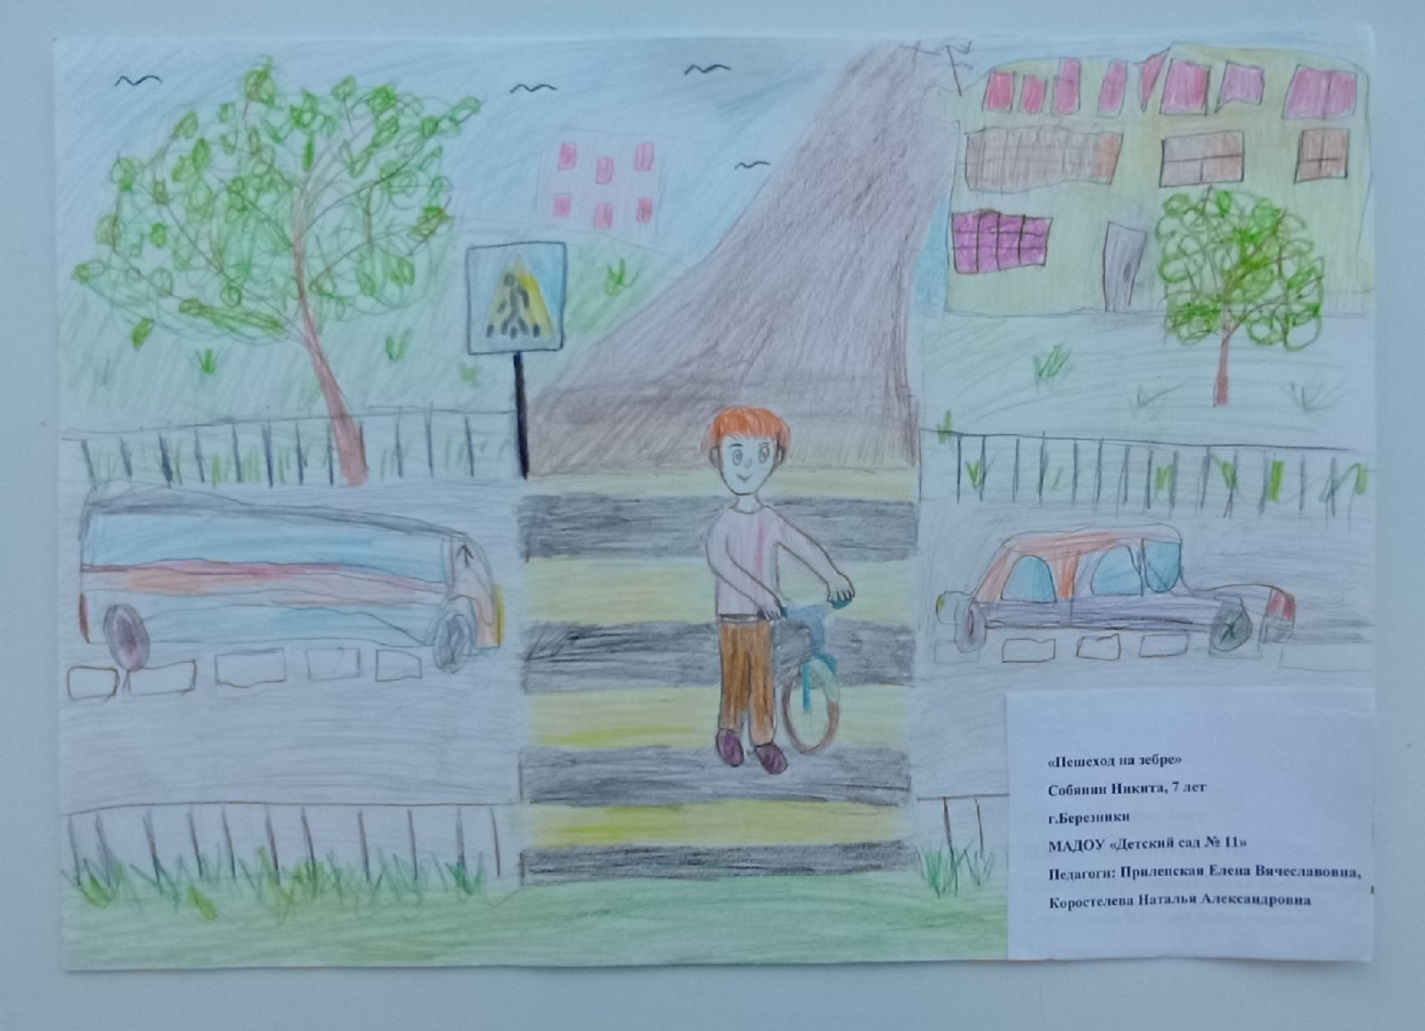 «Пешеход на зебре»
Собянин Никита, 7 лет
г.Березники
МАДОУ «Детский сад № 11»
Педагоги: Приленская Елена Вячеславовна,
Коростелева Наталья Александровна